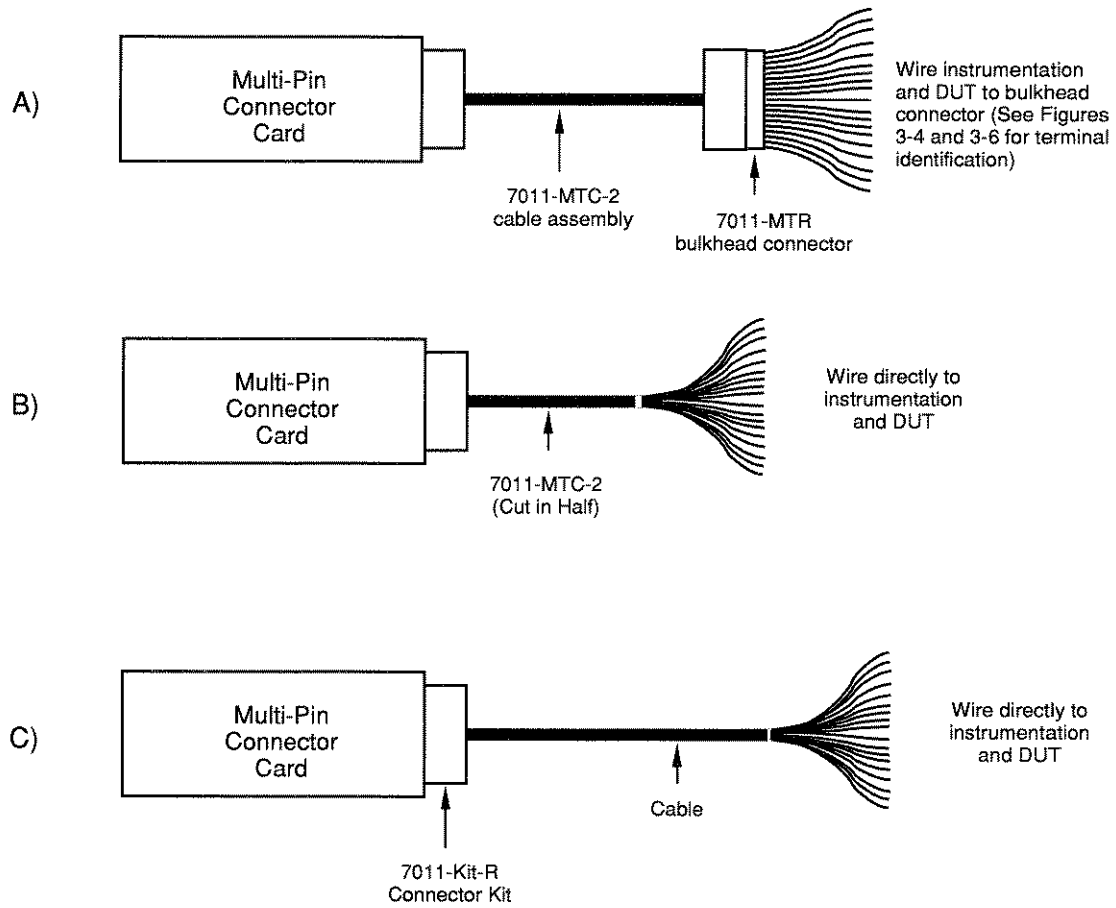 A)
Multi-Pin
Connector
Card
7011-MTC-2
cable assembly
7011-MTR
bulkhead connector
Wire instrumentation
and DUT to bulkhead
connector (See Figures
3-4 and 3-6 for terminal
identification)
B)
Multi-Pin
Connector
Card
7011-MTC-2
(Cut in Half)
Wire directly to
instrumentation
and DUT
C)
Multi-Pin
Connector
Card
7011-Kit-R
Connector Kit
Cable
Wire directly to
instrumentation
and DUT